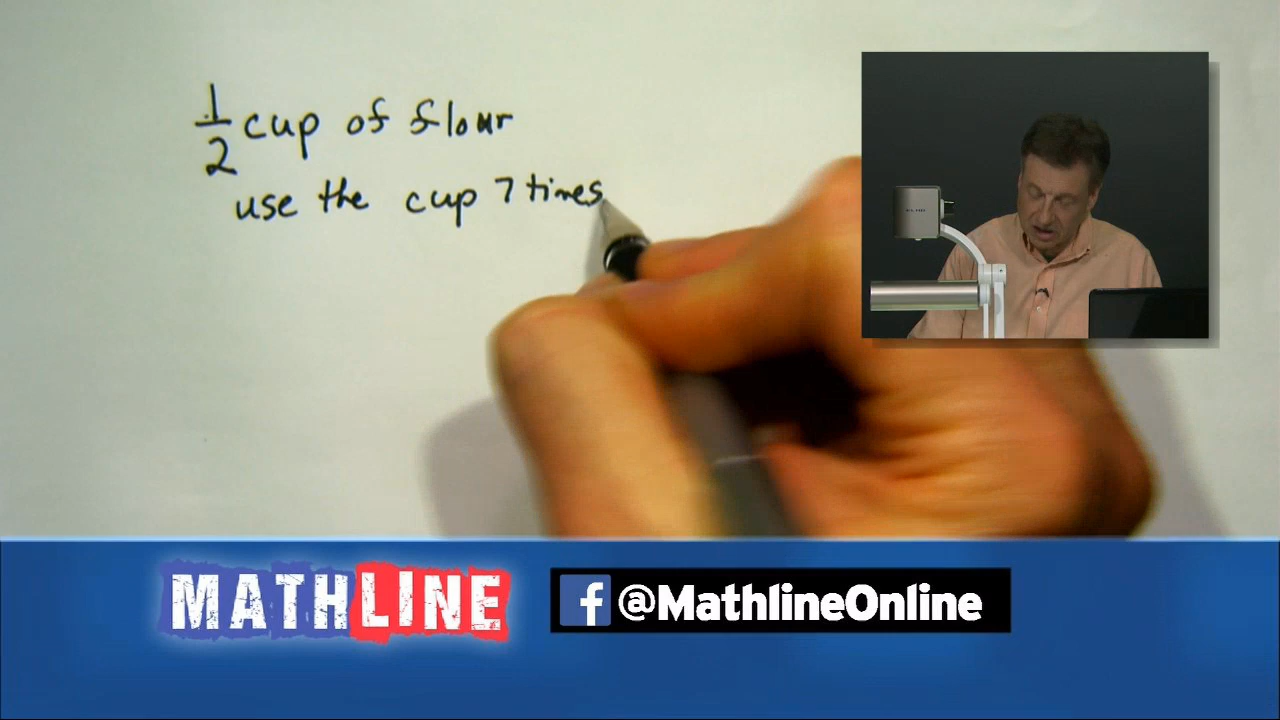 1/2 cup of flour
use the cup 7 times
MATHLINE
f @MathlineOnline